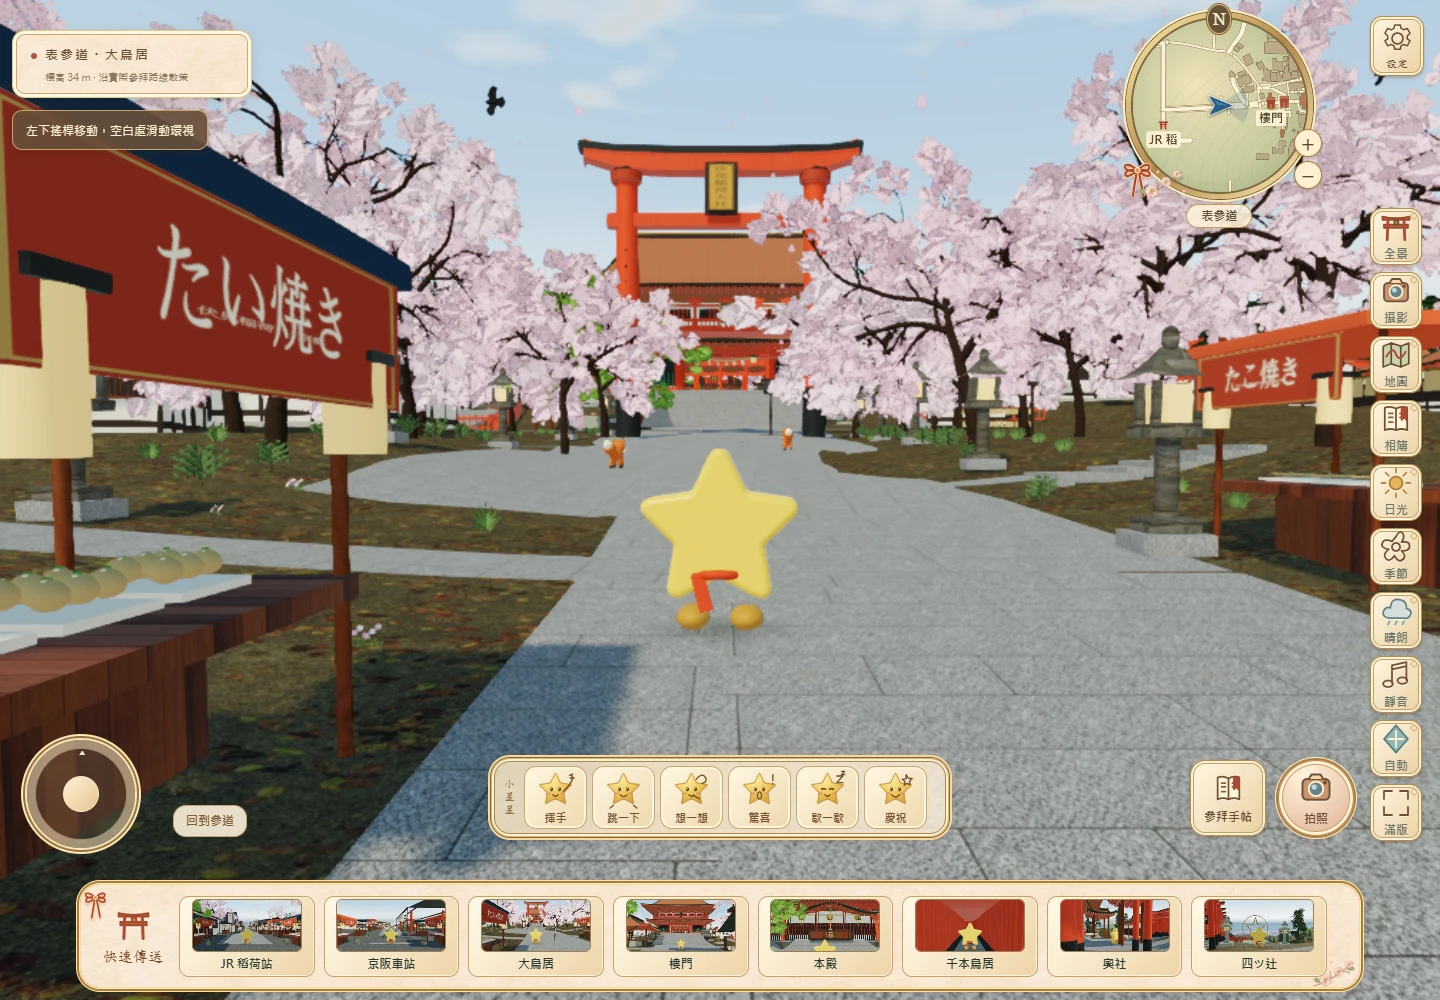 表參道・大鳥居
標高 34 m・沿實際參拜路線散策
左下搖桿移動，空白處滑動環視
N
樓門
JR 稻
+
−
表參道
設定
全景
攝影
地圖
相簿
日光
季節
晴朗
靜音
自動
滿版
たい焼き
たこ焼き
回到參道
小星星
揮手
跳一下
想一想
驚喜
歇一歇
慶祝
參拜手帖
拍照
快速傳送
JR 稻荷站
京阪車站
大鳥居
樓門
本殿
千本鳥居
奧社
四ツ辻